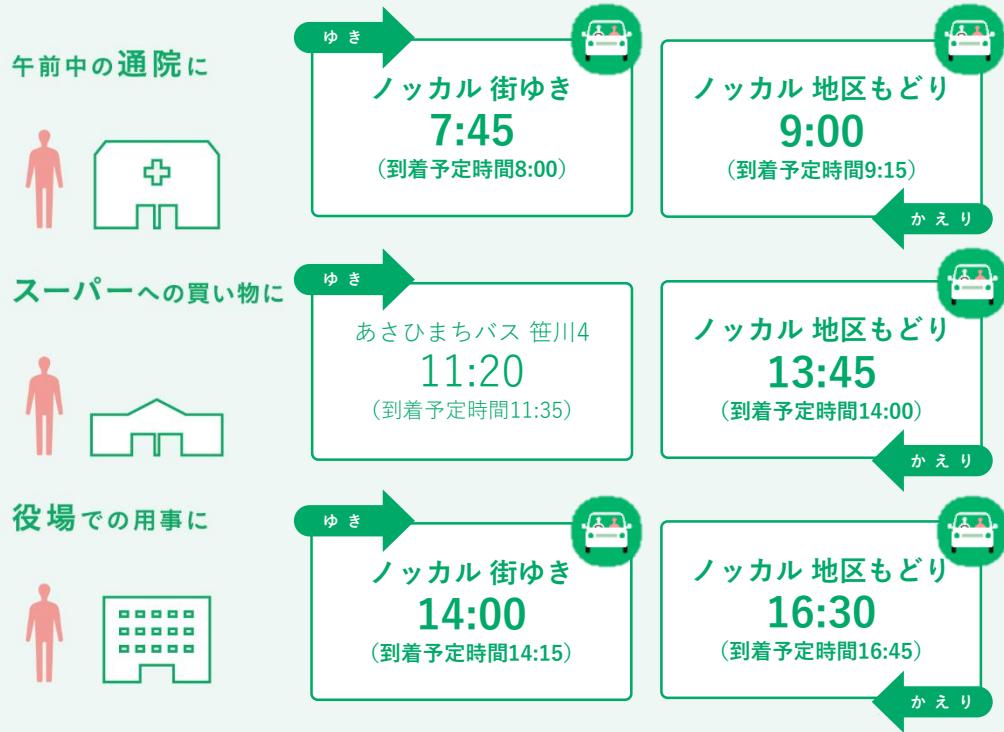 午前中の通院に
ゆき
ノッカル 街ゆき
7:45
（到着予定時間8:00）
ノッカル 地区もどり
9:00
（到着予定時間9:15）
かえり
スーパーへの買い物に
ゆき
あさひまちバス 笹川4
11:20
（到着予定時間11:35）
ノッカル 地区もどり
13:45
（到着予定時間14:00）
かえり
役場での用事に
ゆき
ノッカル 街ゆき
14:00
（到着予定時間14:15）
ノッカル 地区もどり
16:30
（到着予定時間16:45）
かえり